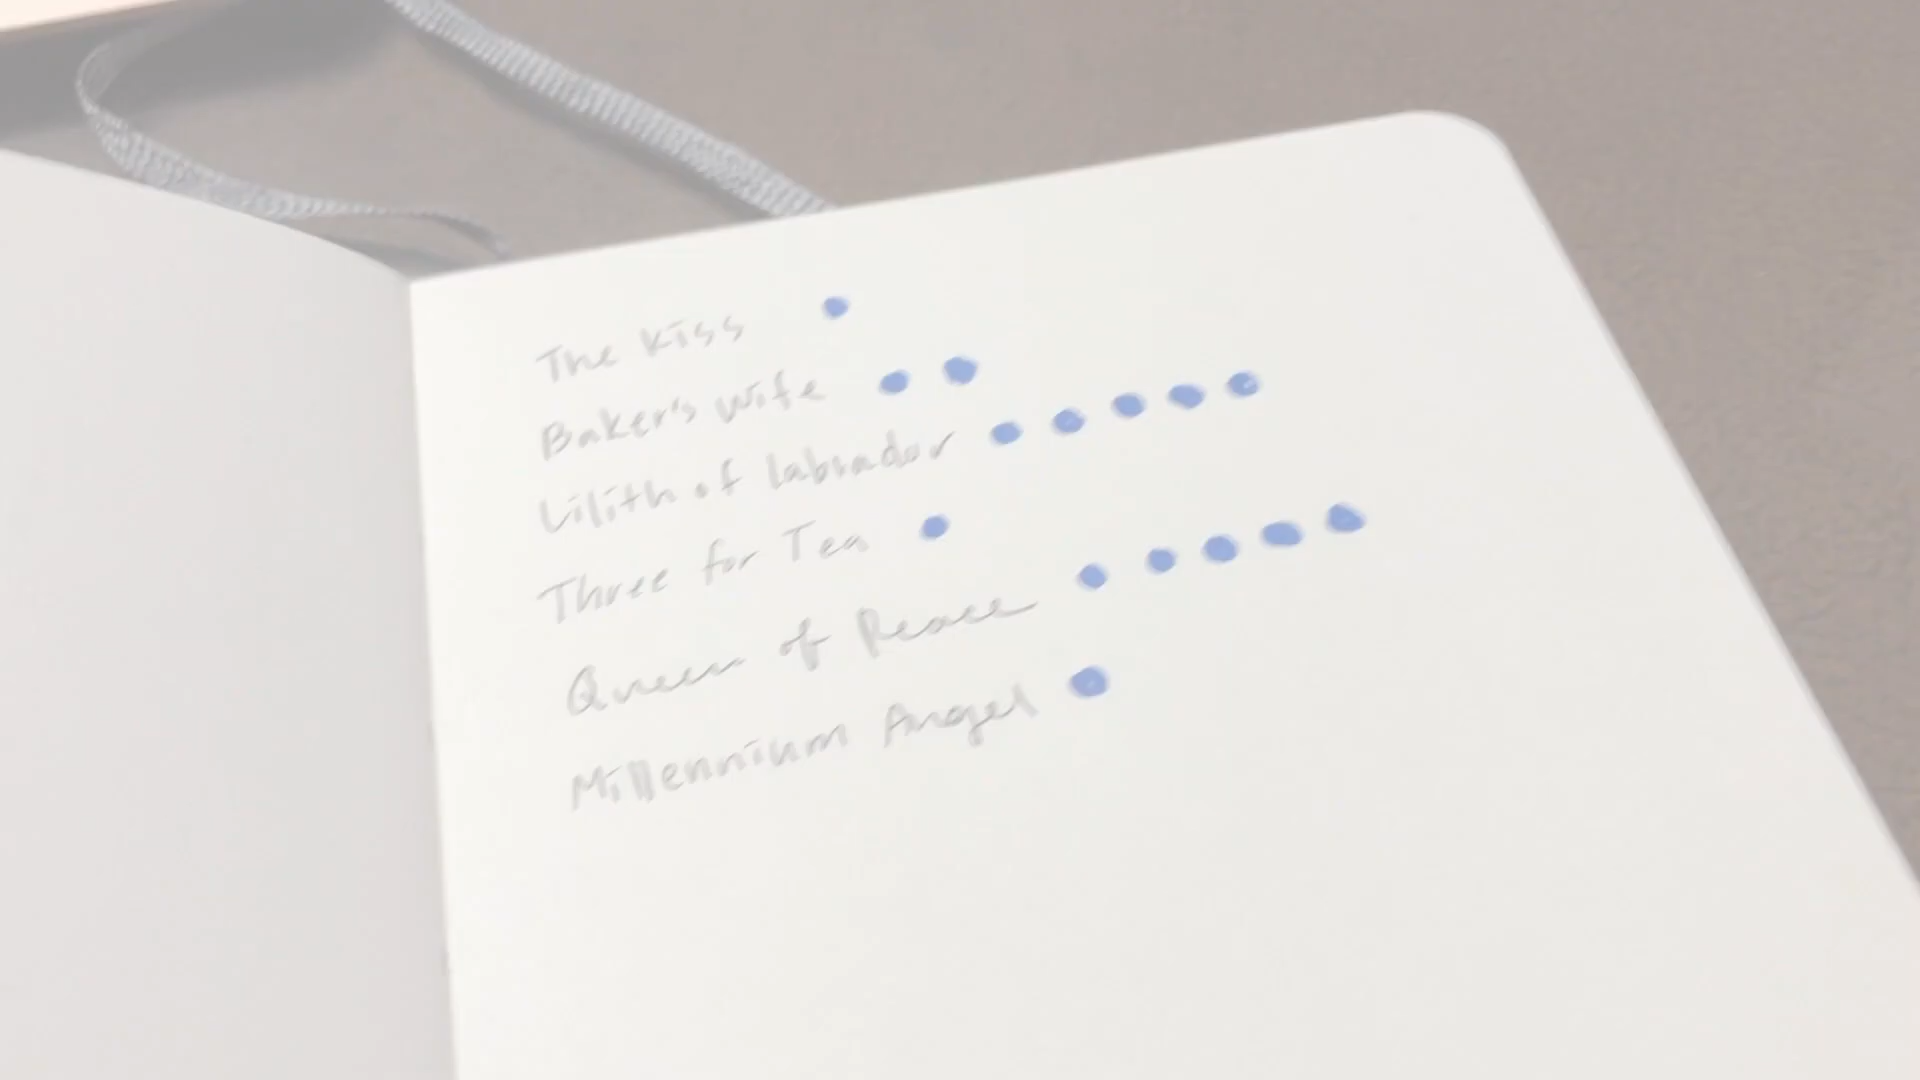 The Kiss
Baker's Wife
Lilith of Labrador
Three for Tea
Queen of Peace
Millennium Angel